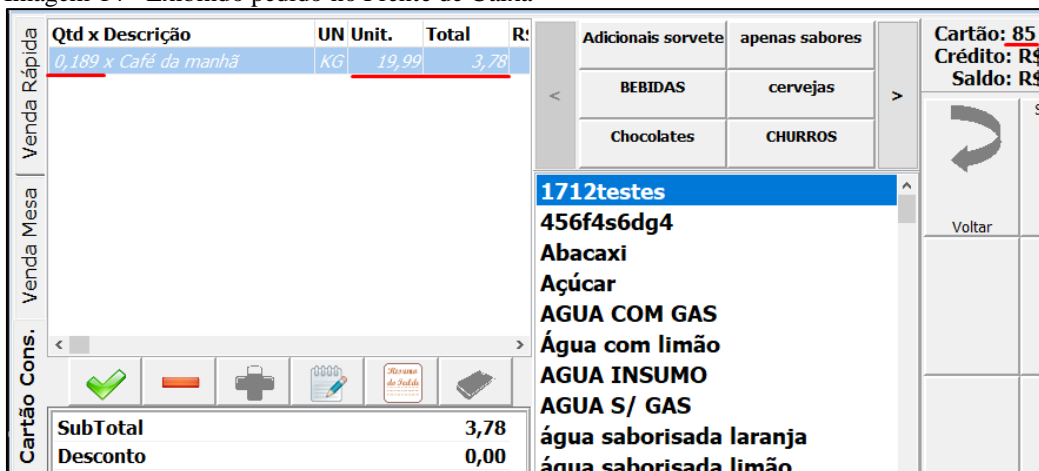 Imagem 14 - Exibindo pedido no Frente de Caixa
Venda Rápida
Venda Mesa
Cartão Cons.
Qtd x Descrição UN Unit. Total
0,189 x Café da manhã KG 19,99 3,78
Resumo do Pedido
SubTotal 3,78
Desconto 0,00
Adicionais sorvete apenas sabores
< BEBIDAS cervejas >
Chocolates CHURROS
1712testes
456f4s6dg4
Abacaxi
Açúcar
AGUA COM GAS
Água com limão
AGUA INSUMO
AGUA S/ GAS
água saborisada laranja
água saborisada limão
Cartão: 85
Crédito: R$
Saldo: R$
Voltar